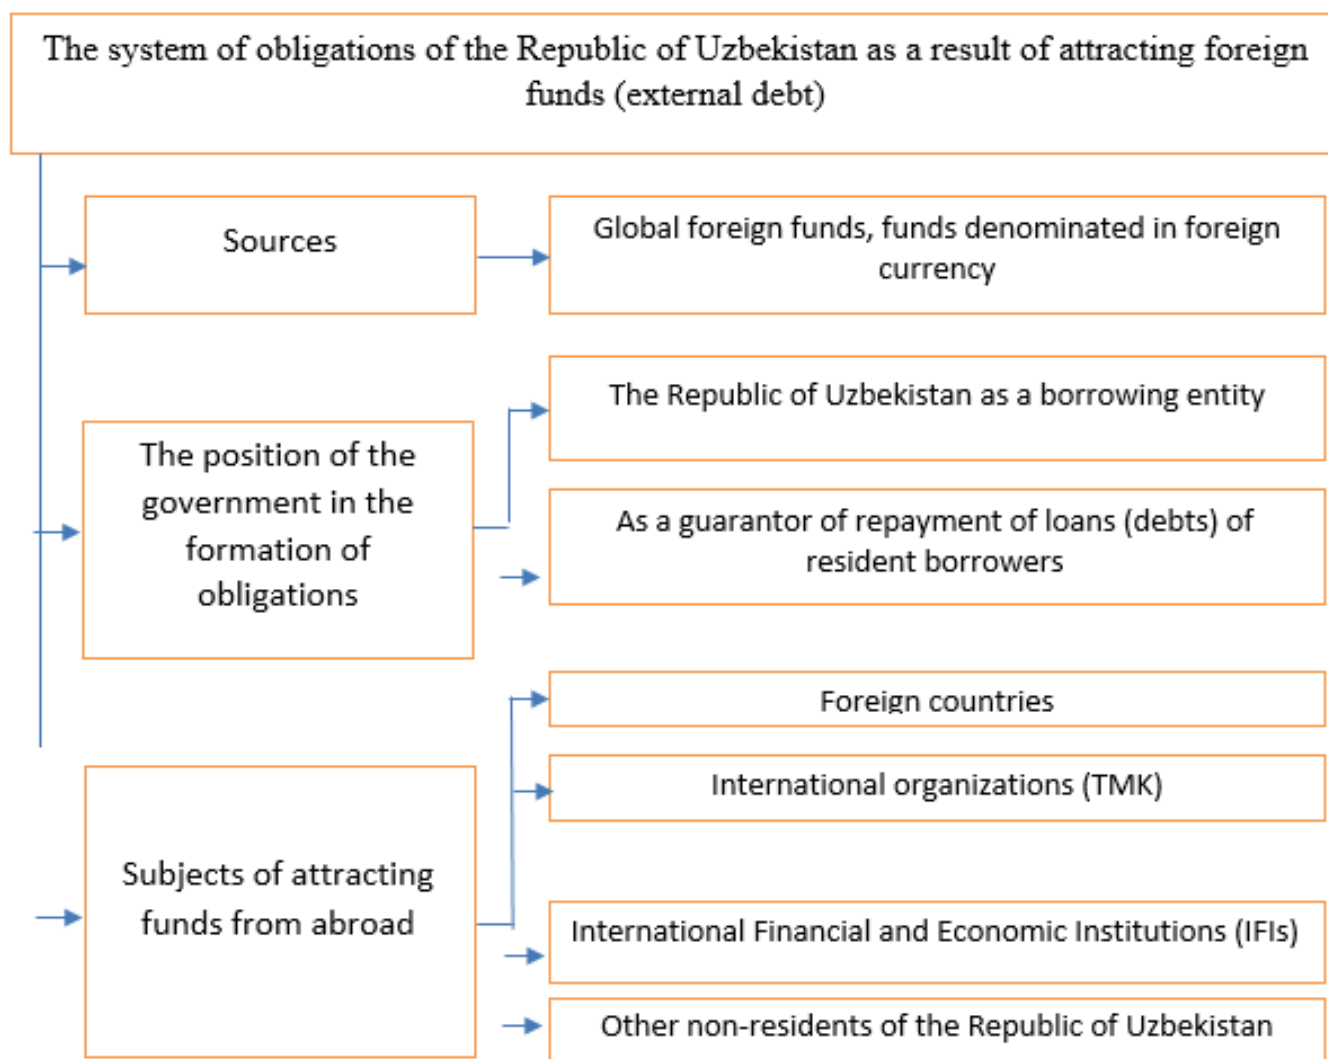 The system of obligations of the Republic of Uzbekistan as a result of attracting foreign
funds (external debt)
Sources
Global foreign funds, funds denominated in foreign
currency
The position of the
government in the
formation of
obligations
The Republic of Uzbekistan as a borrowing entity
As a guarantor of repayment of loans (debts) of
resident borrowers
Subjects of attracting
funds from abroad
Foreign countries
International organizations (TMK)
International Financial and Economic Institutions (IFIs)
Other non-residents of the Republic of Uzbekistan